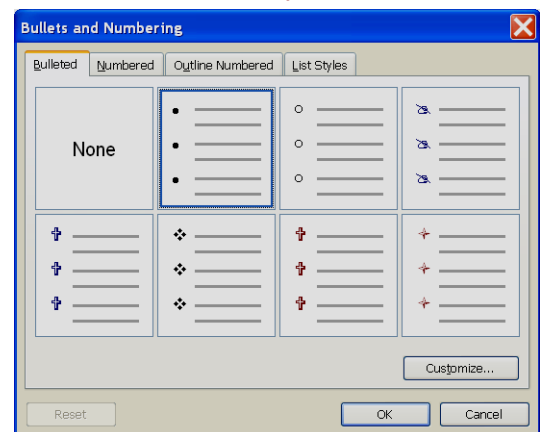 Bullets and Numbering
Bulleted Numbered Outline Numbered List Styles
None
Customize...
Reset OK Cancel